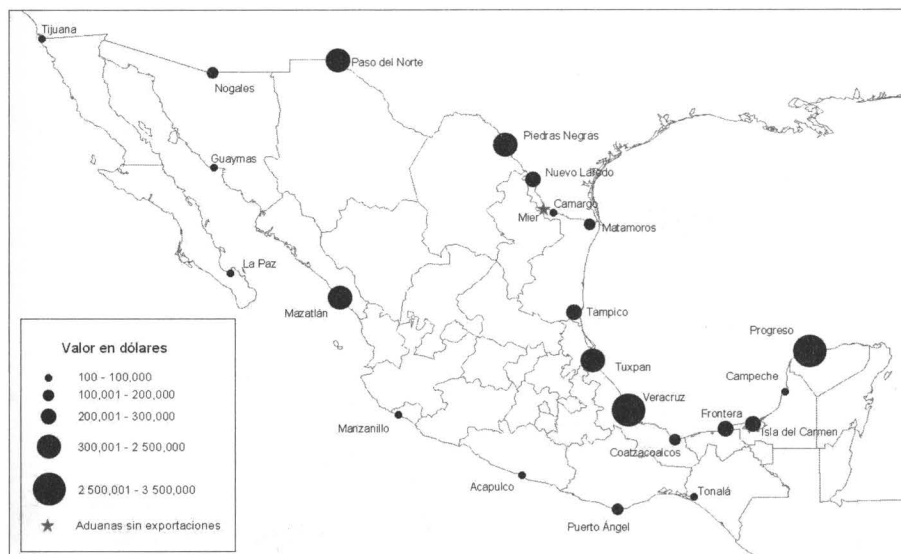 Tijuana
Paso del Norte
Nogales
Piedras Negras
Guaymas
Nuevo Laredo
Camargo
Mier
Matamoros
La Paz
Mazatlán
Tampico
Progreso
Tuxpan
Campeche
Veracruz
Manzanillo
Frontera
Isla del Carmen
Coatzacoalcos
Acapulco
Tonalá
Puerto Ángel
Valor en dólares
100 - 100,000
100,001 - 200,000
200,001 - 300,000
300,001 - 2 500,000
2 500,001 - 3 500,000
Aduanas sin exportaciones